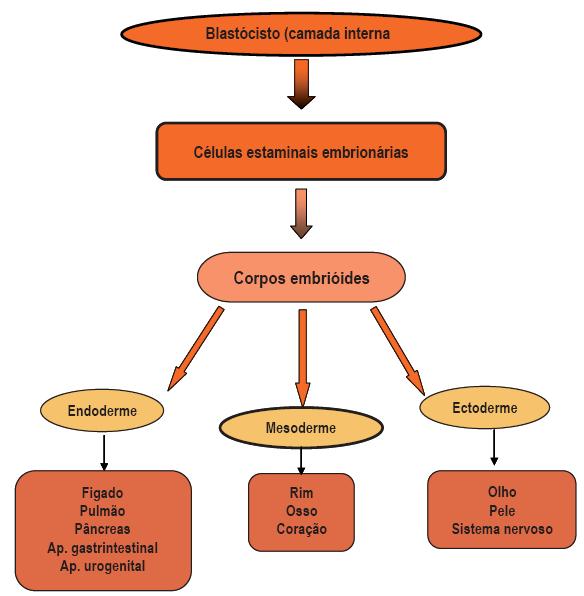 Blastócisto (camada interna
Células estaminais embrionárias
Corpos embrióides
Endoderme
Mesoderme
Ectoderme
Figado
Pulmão
Pâncreas
Ap. gastrintestinal
Ap. urogenital
Rim
Osso
Coração
Olho
Pele
Sistema nervoso